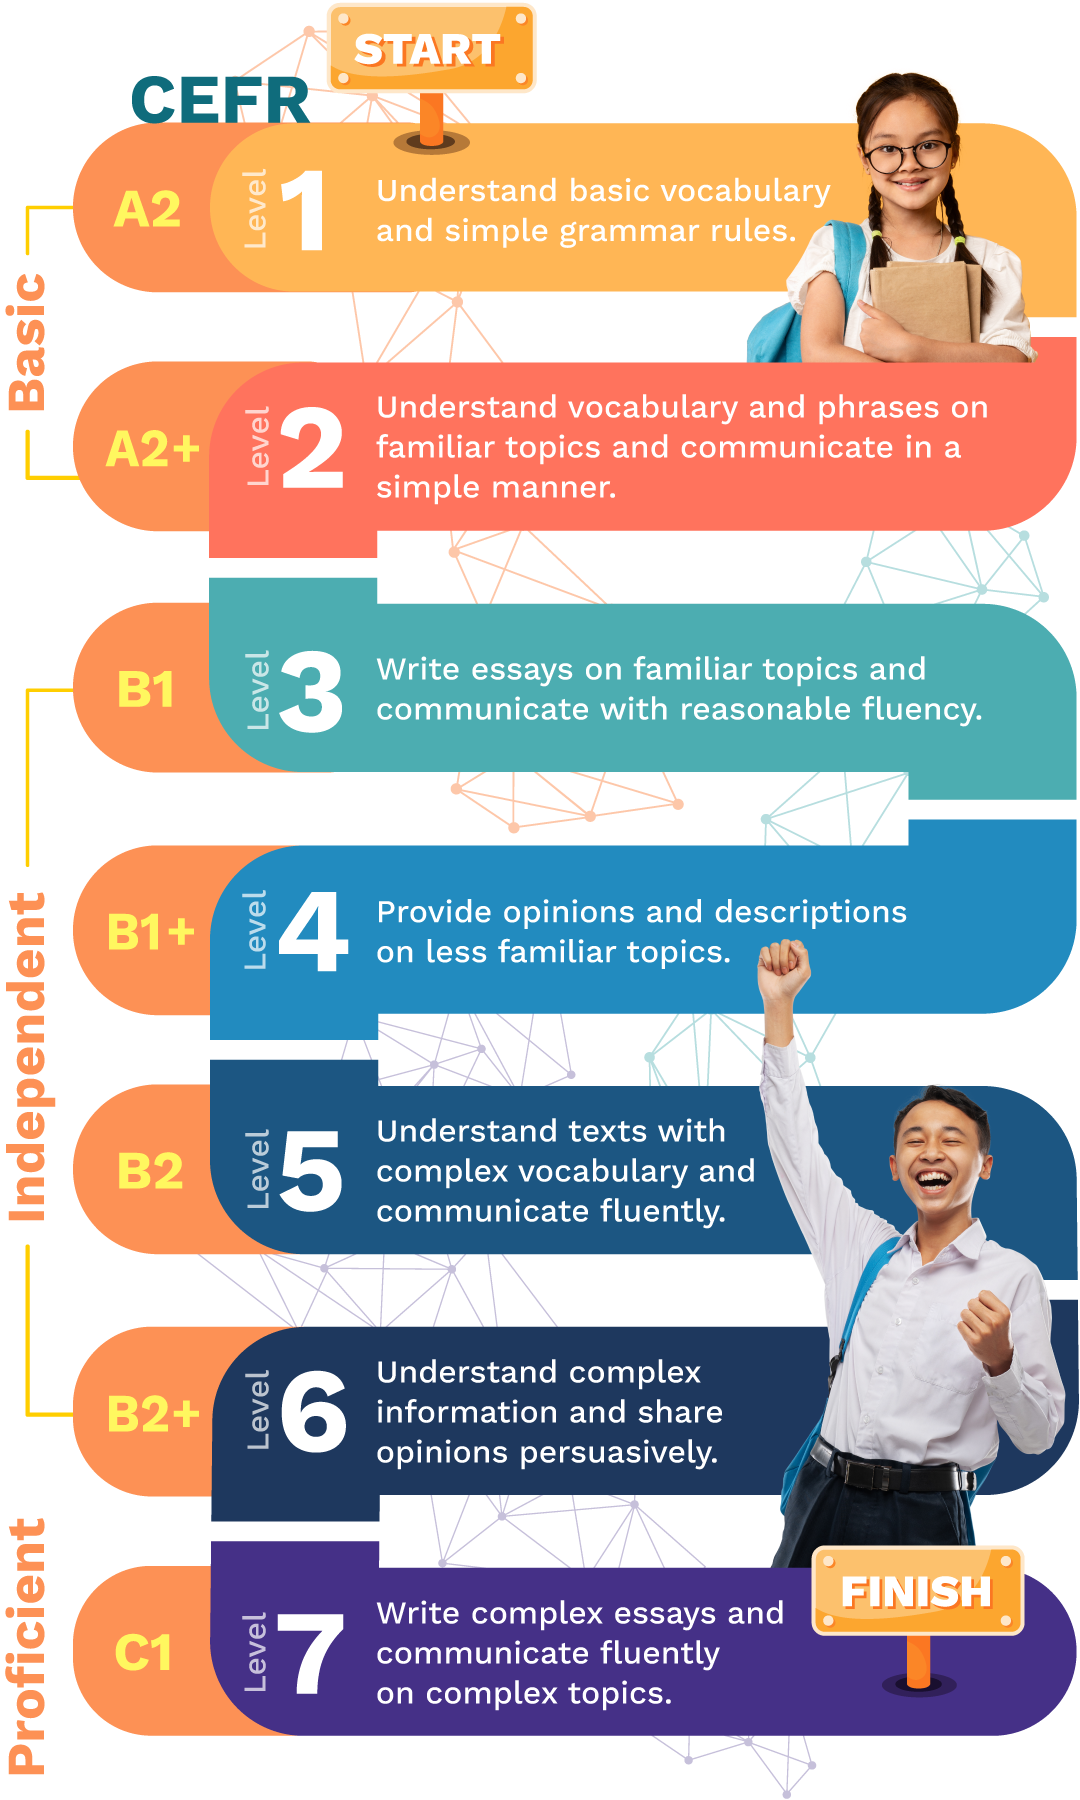 START
CEFR
Basic
A2
Level 1
Understand basic vocabulary
and simple grammar rules.
A2+
Level 2
Understand vocabulary and phrases on
familiar topics and communicate in a
simple manner.
Independent
B1
Level 3
Write essays on familiar topics and
communicate with reasonable fluency.
B1+
Level 4
Provide opinions and descriptions
on less familiar topics.
B2
Level 5
Understand texts with
complex vocabulary and
communicate fluently.
B2+
Level 6
Understand complex
information and share
opinions persuasively.
Proficient
C1
Level 7
Write complex essays and
communicate fluently
on complex topics.
FINISH